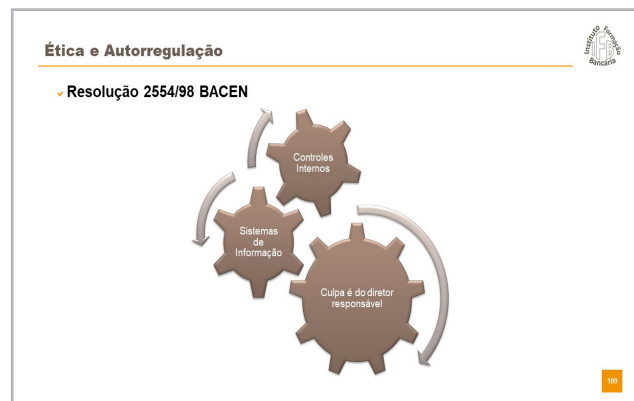 Ética e Autorregulação
Instituto Formação
IFB
Bancária
Resolução 2554/98 BACEN
Controles
Internos
Sistemas
de
Informação
Culpa é do diretor
responsável
109